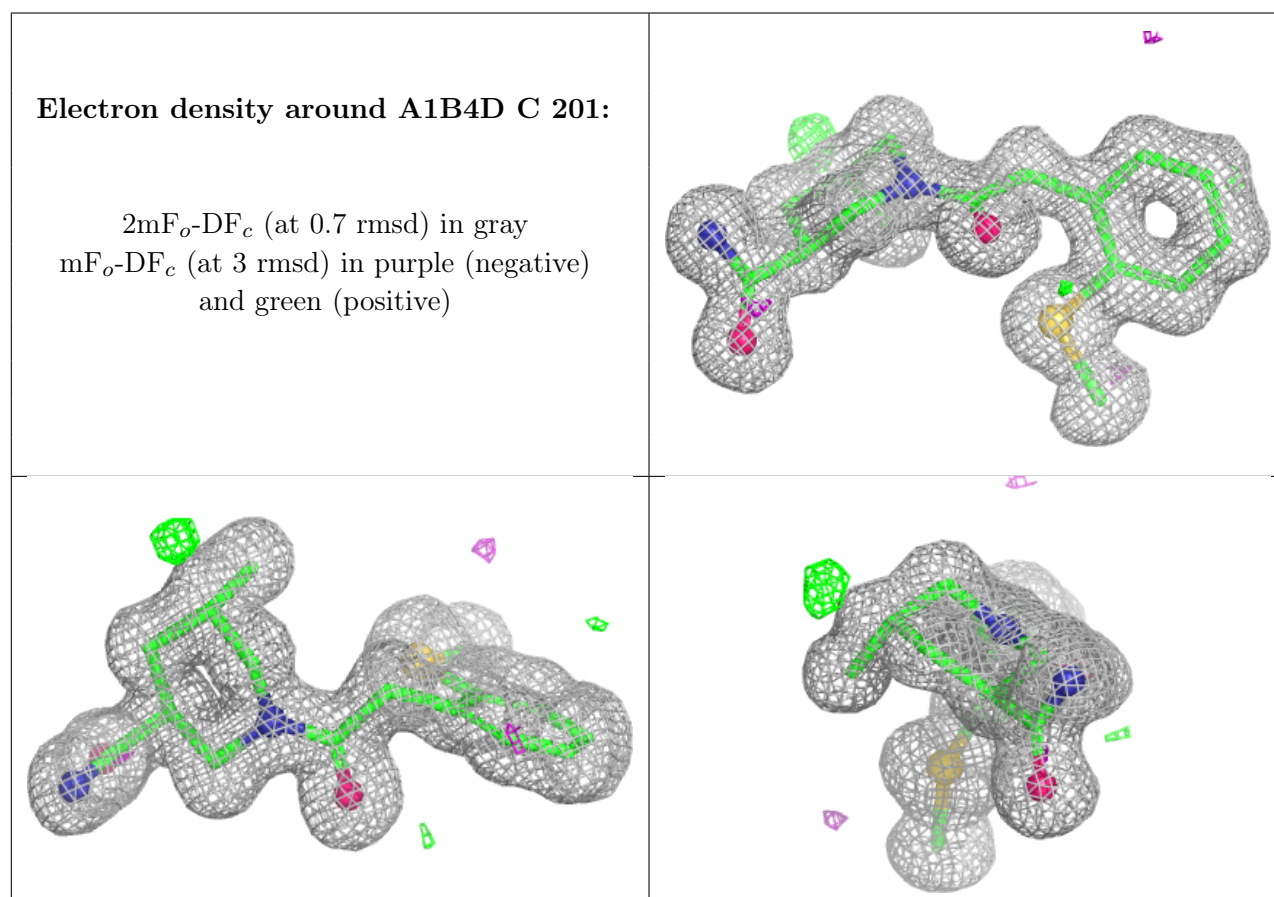 Electron density around A1B4D C 201:
2mFo-DFc (at 0.7 rmsd) in gray
mFo-DFc (at 3 rmsd) in purple (negative)
and green (positive)